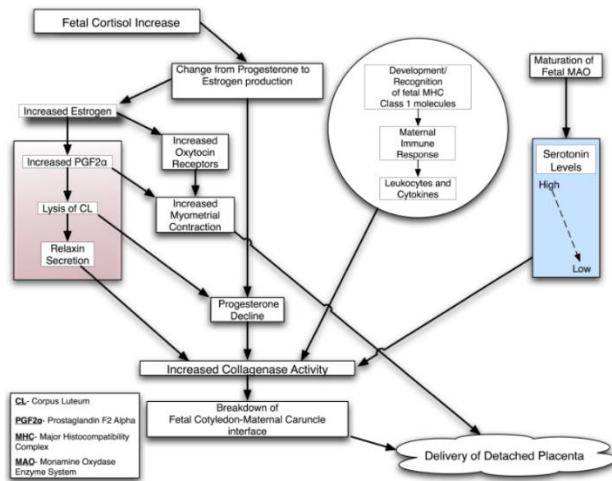 Fetal Cortisol Increase
Change from Progesterone to
Estrogen production
Increased Estrogen
Increased PGF2α
Lysis of CL
Relaxin
Secretion
Increased
Oxytocin
Receptors
Increased
Myometrial
Contraction
Progesterone
Decline
Development/
Recognition
of fetal MHC
Class 1 molecules
Maternal
Immune
Response
Leukocytes and
Cytokines
Maturation of
Fetal MAO
Serotonin
Levels
High
Low
Increased Collagenase Activity
Breakdown of
Fetal Cotyledon-Maternal Caruncle
interface
Delivery of Detached Placenta
CL- Corpus Luteum
PGF2α- Prostaglandin F2 Alpha
MHC- Major Histocompatibility
Complex
MAO- Monamine Oxydase
Enzyme System